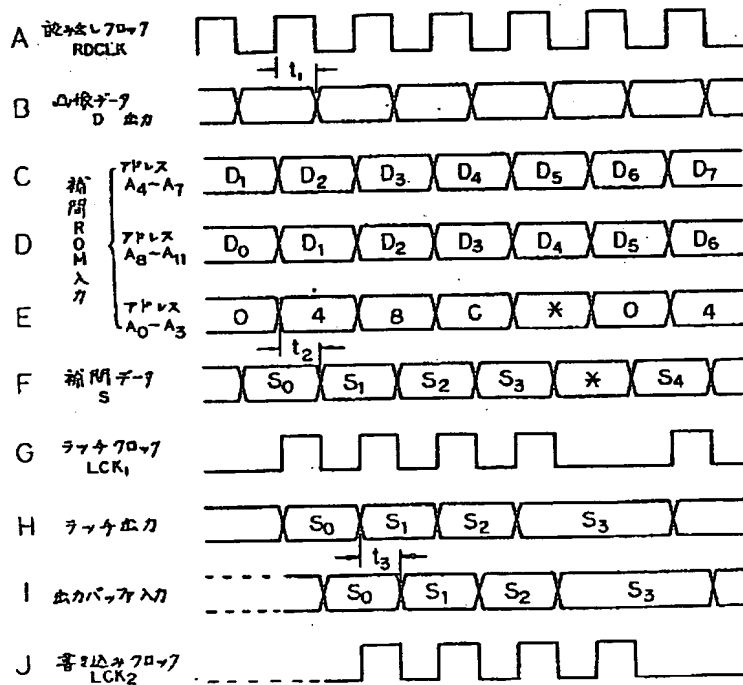 A 読み出しクロック
RDCLK
t₁
B 画像データ
D 出力
補間ROM入力
C アドレス
A₄~A₇
D₁ D₂ D₃ D₄ D₅ D₆ D₇
D アドレス
A₈~A₁₁
D₀ D₁ D₂ D₃ D₄ D₅ D₆
E アドレス
A₀~A₃
0 4 8 C * 0 4
t₂
F 補間データ
S
S₀ S₁ S₂ S₃ * S₄
G ラッチクロック
LCK₁
H ラッチ出力
S₀ S₁ S₂ S₃
t₃
I 出力バッファ入力
S₀ S₁ S₂ S₃
J 書き込みクロック
LCK₂